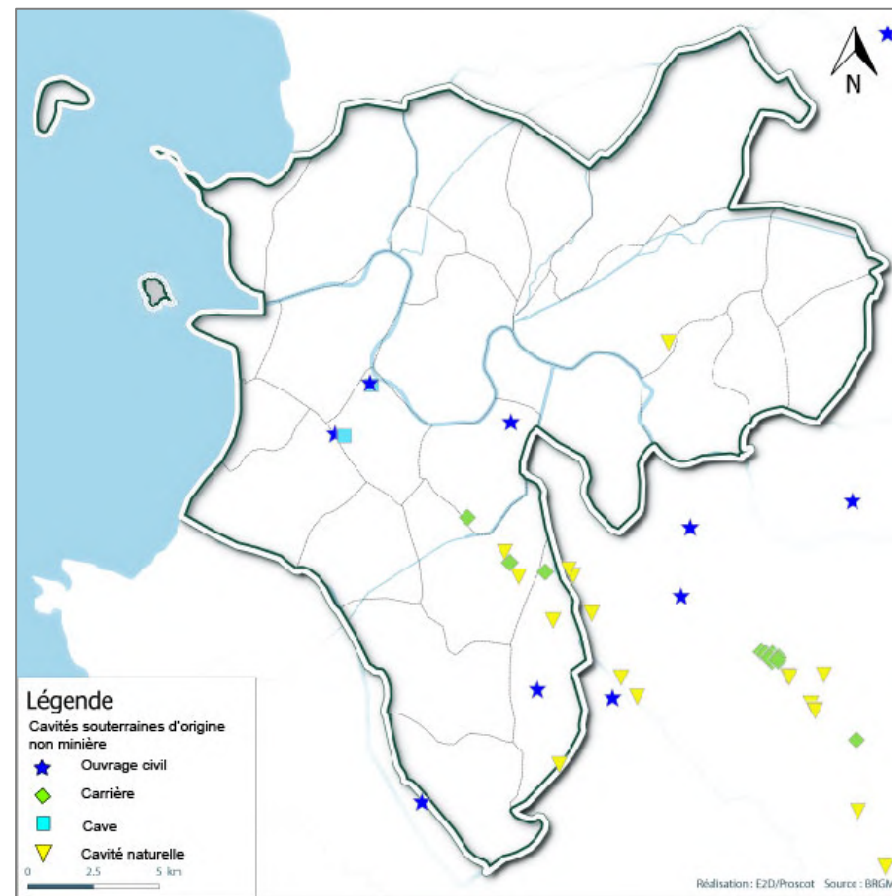 N
Légende
Cavités souterraines d'origine
non minière
Ouvrage civil
Carrière
Cave
Cavité naturelle
0 2.5 5 km
Réalisation : E2D/Proscot Source : BRGM